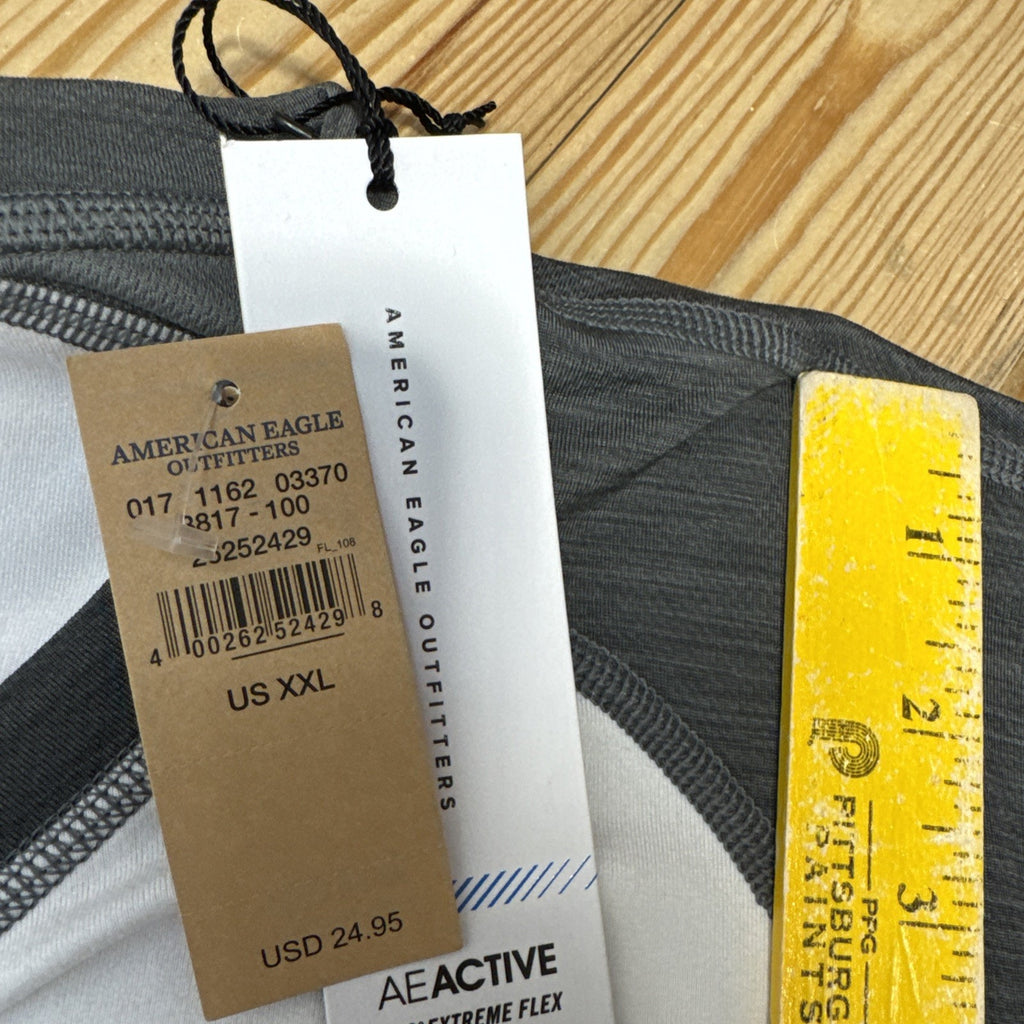 AMERICAN EAGLE
OUTFITTERS
017 1162 03370
3817 - 100
25252429
FL_108
4 00262 52429 8
US XXL
USD 24.95
AMERICAN EAGLE OUTFITTERS
AEACTIVE
EXTREME FLEX
1
2
3
PITTSBURG
PAINTS
PPG